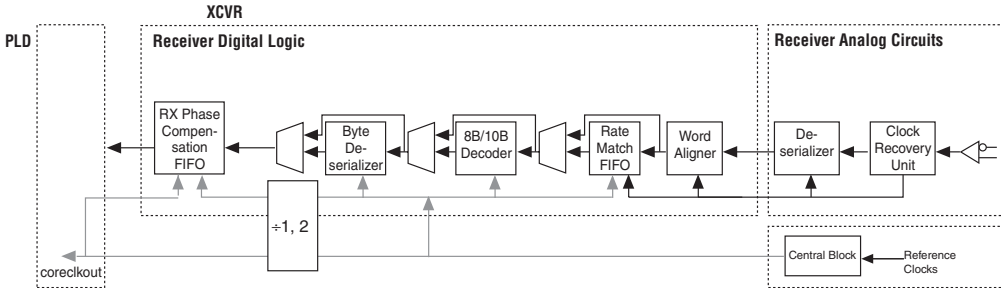 XCVR
PLD
Receiver Digital Logic
Receiver Analog Circuits
RX Phase
Compen-
sation
FIFO
Byte
De-
serializer
8B/10B
Decoder
Rate
Match
FIFO
Word
Aligner
De-
serializer
Clock
Recovery
Unit
÷1, 2
coreclkout
Central Block
Reference
Clocks